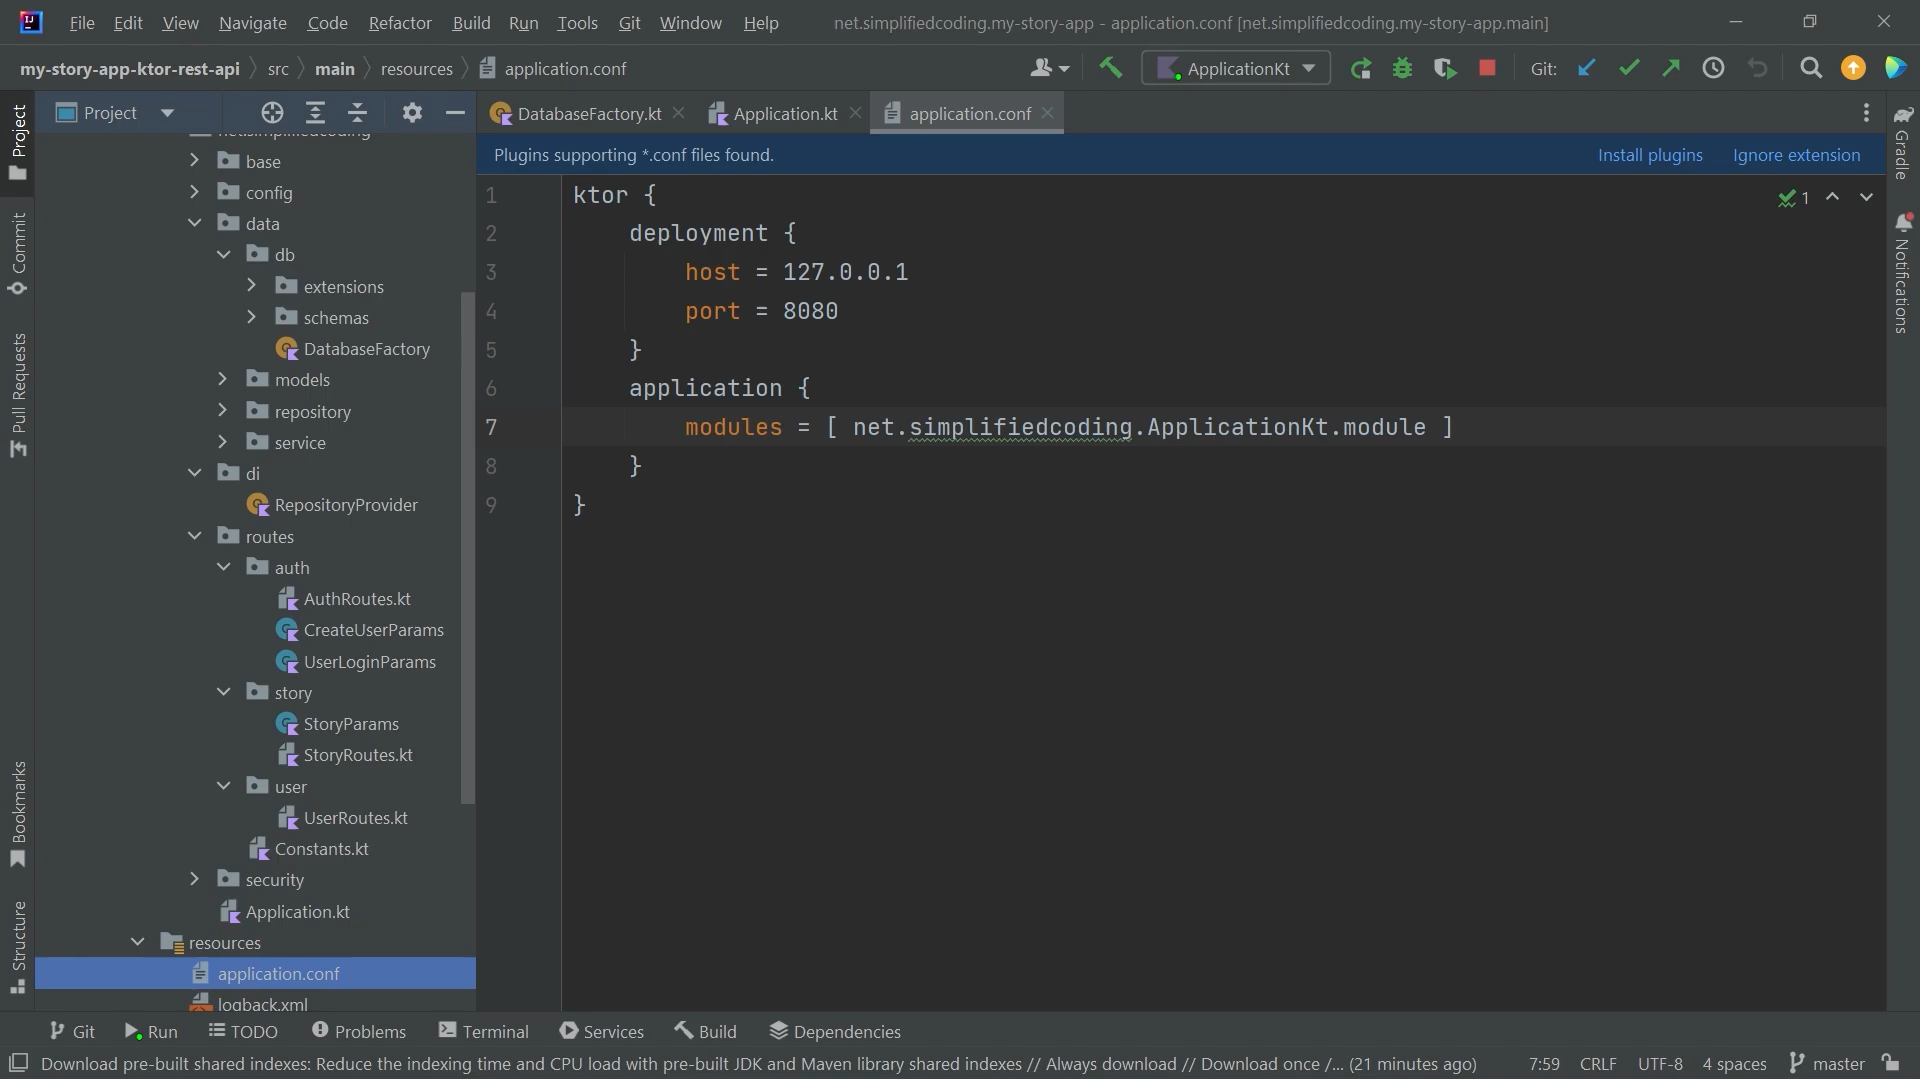 File Edit View Navigate Code Refactor Build Run Tools Git Window Help net.simplifiedcoding.my-story-app - application.conf [net.simplifiedcoding.my-story-app.main]
my-story-app-ktor-rest-api src main resources application.conf ApplicationKt Git:
Project DatabaseFactory.kt Application.kt application.conf
Plugins supporting *.conf files found. Install plugins Ignore extension
Project
Commit
Pull Requests
Bookmarks
Structure
net.simplifiedcoding
base
config
data
db
extensions
schemas
DatabaseFactory
models
repository
service
di
RepositoryProvider
routes
auth
AuthRoutes.kt
CreateUserParams
UserLoginParams
story
StoryParams
StoryRoutes.kt
user
UserRoutes.kt
Constants.kt
security
Application.kt
resources
application.conf
logback.xml
1 ktor {
2 deployment {
3 host = 127.0.0.1
4 port = 8080
5 }
6 application {
7 modules = [ net.simplifiedcoding.ApplicationKt.module ]
8 }
9 }
1
Gradle
Notifications
Git Run TODO Problems Terminal Services Build Dependencies
Download pre-built shared indexes: Reduce the indexing time and CPU load with pre-built JDK and Maven library shared indexes // Always download // Download once /... (21 minutes ago) 7:59 CRLF UTF-8 4 spaces master